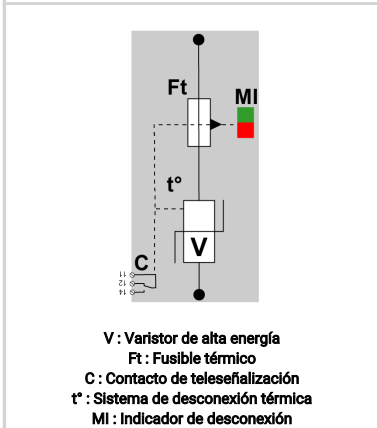 Ft
MI
t°
V
C
11
12
14
V : Varistor de alta energía
Ft : Fusible térmico
C : Contacto de teleseñalización
t° : Sistema de desconexión térmica
MI : Indicador de desconexión